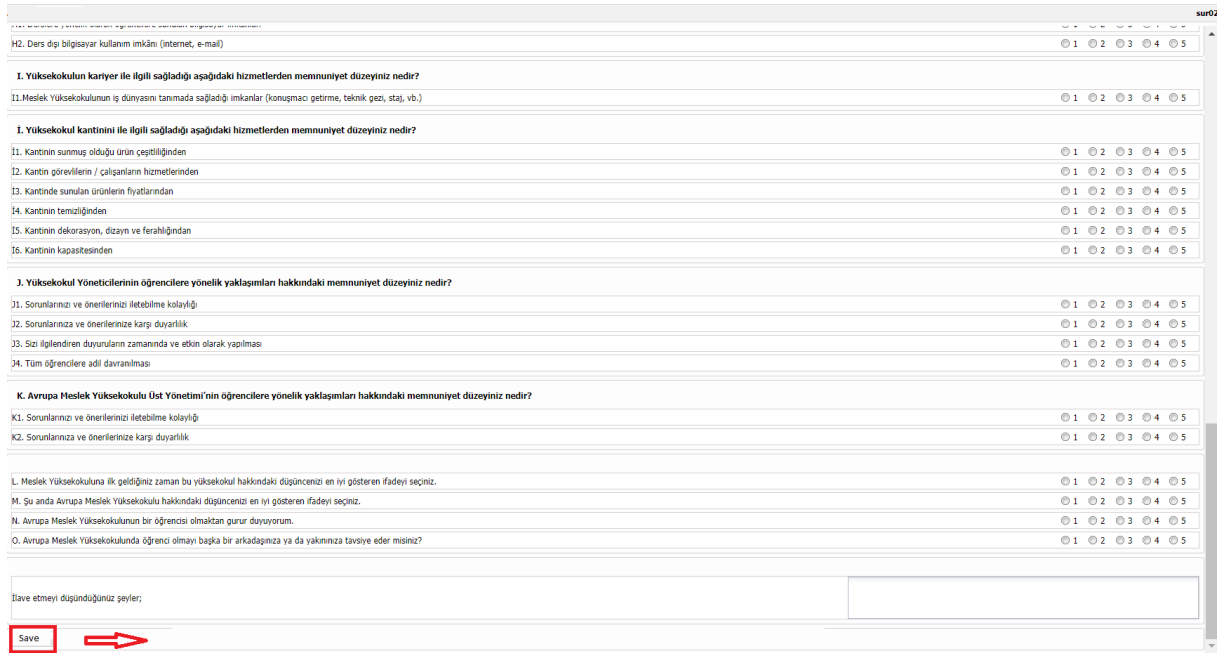 sur02
H2. Ders dışı bilgisayar kullanım imkânı (internet, e-mail) 1 2 3 4 5
I. Yüksekokulun kariyer ile ilgili sağladığı aşağıdaki hizmetlerden memnuniyet düzeyiniz nedir?
İ1.Meslek Yüksekokulunun iş dünyasını tanımada sağladığı imkanlar (konuşmacı getirme, teknik gezi, staj, vb.) 1 2 3 4 5
İ. Yüksekokul kantinini ile ilgili sağladığı aşağıdaki hizmetlerden memnuniyet düzeyiniz nedir?
İ1. Kantinin sunmuş olduğu ürün çeşitliliğinden 1 2 3 4 5
İ2. Kantin görevlilerin / çalışanların hizmetlerinden 1 2 3 4 5
İ3. Kantinde sunulan ürünlerin fiyatlarından 1 2 3 4 5
İ4. Kantinin temizliğinden 1 2 3 4 5
İ5. Kantinin dekorasyon, dizayn ve ferahlığından 1 2 3 4 5
İ6. Kantinin kapasitesinden 1 2 3 4 5
J. Yüksekokul Yöneticilerinin öğrencilere yönelik yaklaşımları hakkındaki memnuniyet düzeyiniz nedir?
J1. Sorunlarınızı ve önerilerinizi iletebilme kolaylığı 1 2 3 4 5
J2. Sorunlarınıza ve önerilerinize karşı duyarlılık 1 2 3 4 5
J3. Sizi ilgilendiren duyuruların zamanında ve etkin olarak yapılması 1 2 3 4 5
J4. Tüm öğrencilere adil davranılması 1 2 3 4 5
K. Avrupa Meslek Yüksekokulu Üst Yönetimi’nin öğrencilere yönelik yaklaşımları hakkındaki memnuniyet düzeyiniz nedir?
K1. Sorunlarınızı ve önerilerinizi iletebilme kolaylığı 1 2 3 4 5
K2. Sorunlarınıza ve önerilerinize karşı duyarlılık 1 2 3 4 5
L. Meslek Yüksekokuluna ilk geldiğiniz zaman bu yüksekokul hakkındaki düşüncenizi en iyi gösteren ifadeyi seçiniz. 1 2 3 4 5
M. Şu anda Avrupa Meslek Yüksekokulu hakkındaki düşüncenizi en iyi gösteren ifadeyi seçiniz. 1 2 3 4 5
N. Avrupa Meslek Yüksekokulunun bir öğrencisi olmaktan gurur duyuyorum. 1 2 3 4 5
O. Avrupa Meslek Yüksekokulunda öğrenci olmayı başka bir arkadaşınıza ya da yakınınıza tavsiye eder misiniz? 1 2 3 4 5
İlave etmeyi düşündüğünüz şeyler;
Save